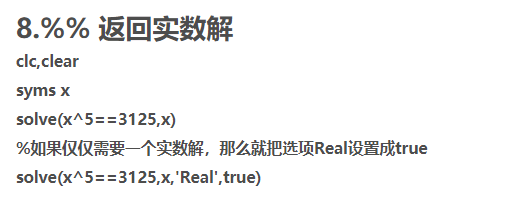 8.%% 返回实数解
clc,clear
syms x
solve(x^5==3125,x)
%如果仅仅需要一个实数解，那么就把选项Real设置成true
solve(x^5==3125,x,'Real',true)